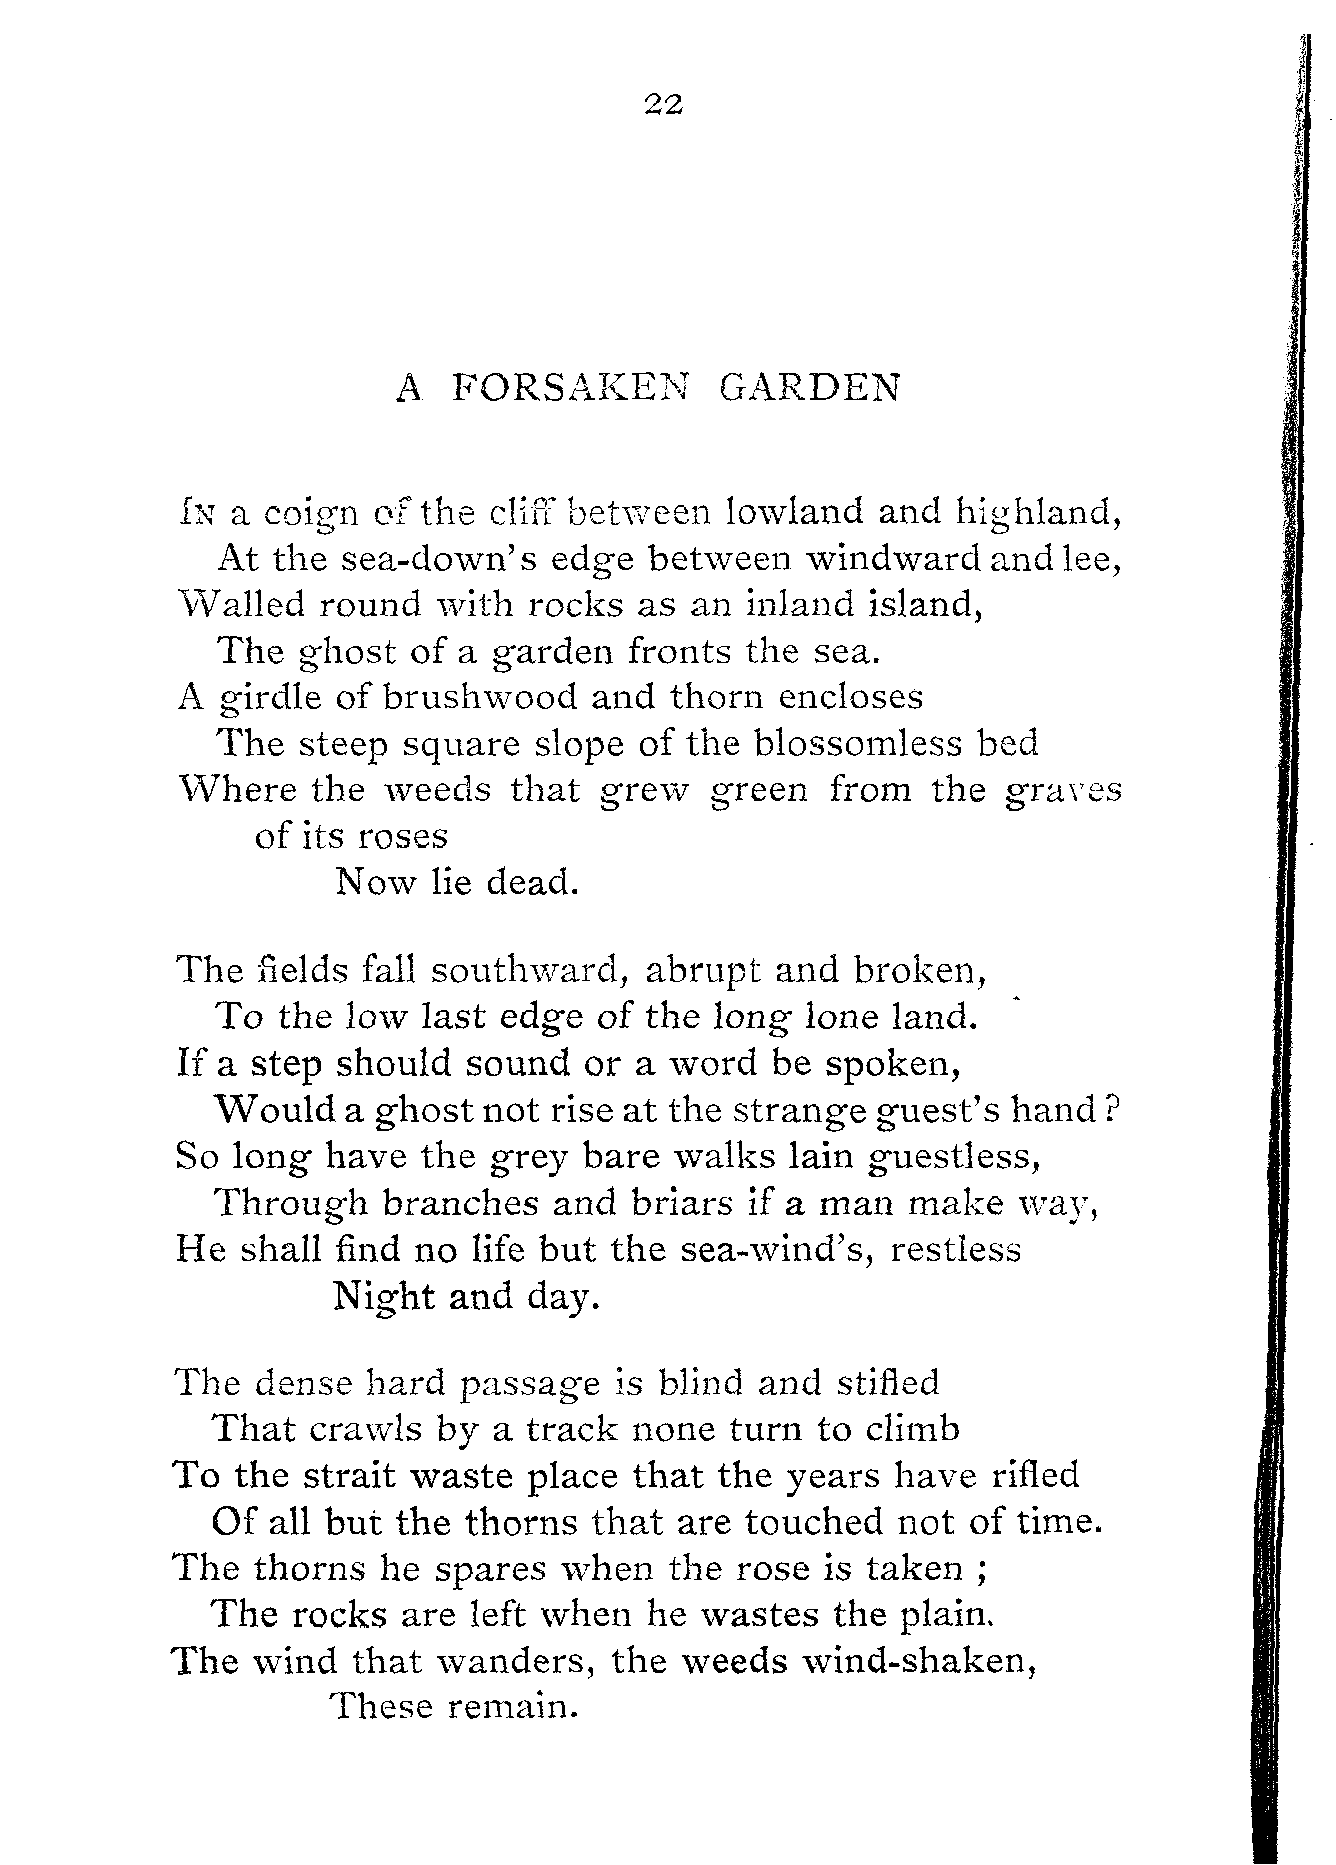 22
A FORSAKEN GARDEN
IN a coign of the cliff between lowland and highland,
At the sea-down's edge between windward and lee,
Walled round with rocks as an inland island,
The ghost of a garden fronts the sea.
A girdle of brushwood and thorn encloses
The steep square slope of the blossomless bed
Where the weeds that grew green from the graves
of its roses
Now lie dead.
The fields fall southward, abrupt and broken,
To the low last edge of the long lone land.
If a step should sound or a word be spoken,
Would a ghost not rise at the strange guest's hand ?
So long have the grey bare walks lain guestless,
Through branches and briars if a man make way,
He shall find no life but the sea-wind's, restless
Night and day.
The dense hard passage is blind and stifled
That crawls by a track none turn to climb
To the strait waste place that the years have rifled
Of all but the thorns that are touched not of time.
The thorns he spares when the rose is taken ;
The rocks are left when he wastes the plain.
The wind that wanders, the weeds wind-shaken,
These remain.